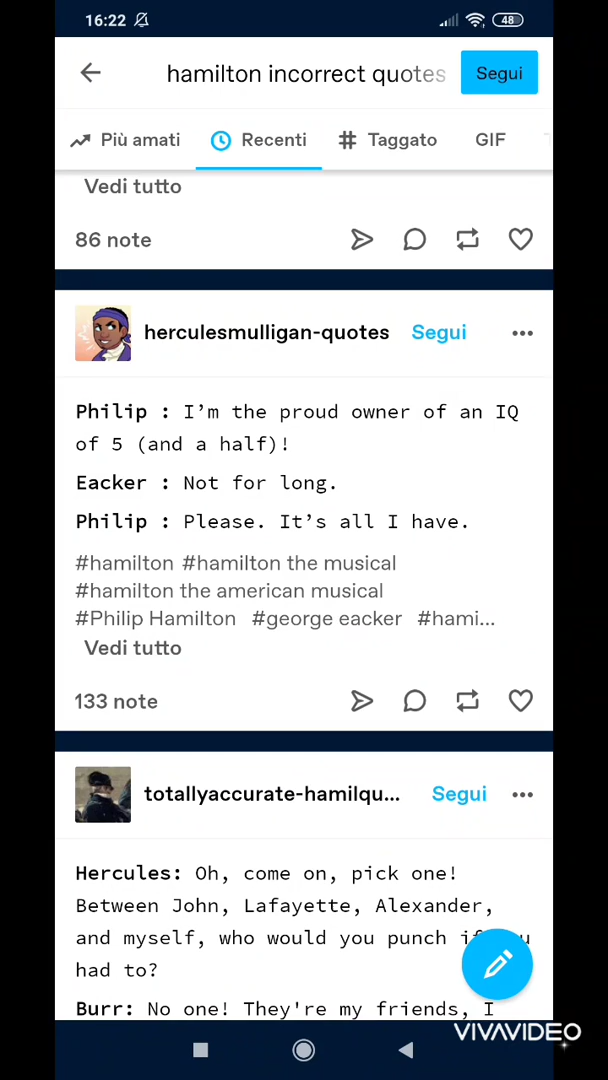 16:22 48
hamilton incorrect quotes Segui
Più amati Recenti Taggato GIF
Vedi tutto
86 note
herculesmulligan-quotes Segui
Philip : I’m the proud owner of an IQ
of 5 (and a half)!
Eacker : Not for long.
Philip : Please. It’s all I have.
#hamilton #hamilton the musical
#hamilton the american musical
#Philip Hamilton #george eacker #hami...
Vedi tutto
133 note
totallyaccurate-hamilqu... Segui
Hercules: Oh, come on, pick one!
Between John, Lafayette, Alexander,
and myself, who would you punch
had to?
Burr: No one! They're my friends, I
VIVAVIDEO